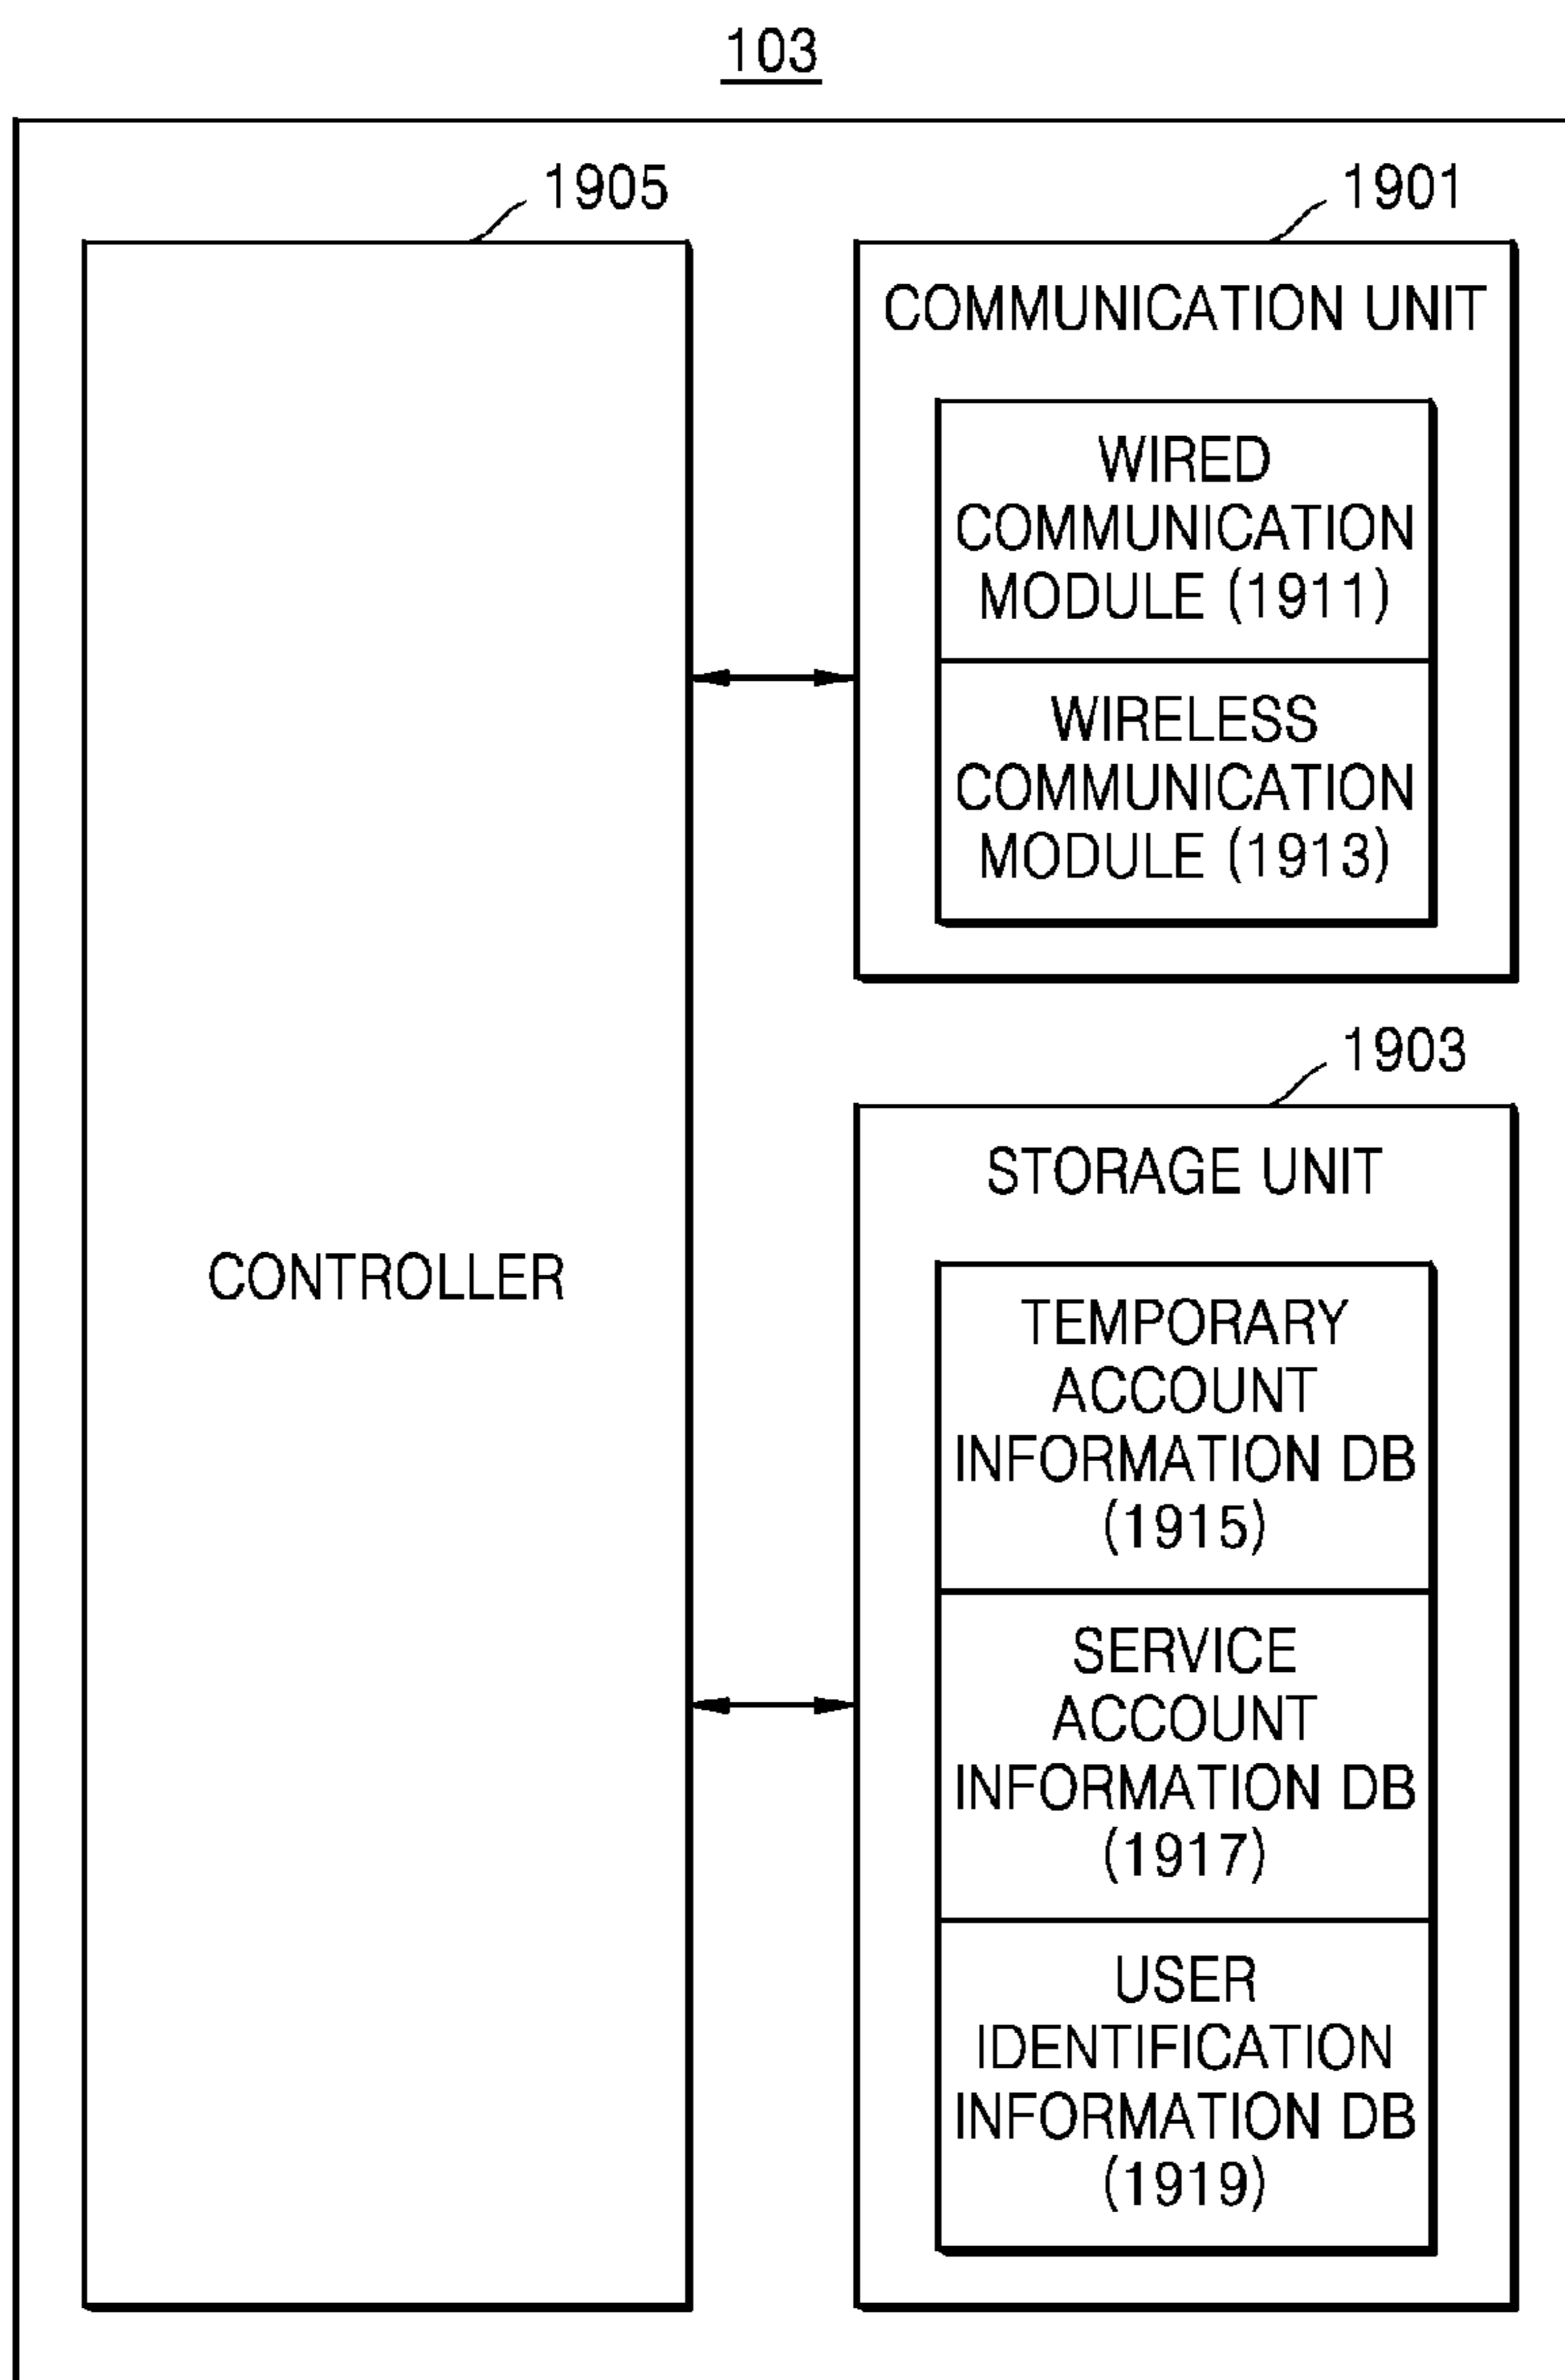 103
1905
1901
COMMUNICATION UNIT
WIRED
COMMUNICATION
MODULE (1911)
WIRELESS
COMMUNICATION
MODULE (1913)
1903
STORAGE UNIT
CONTROLLER
TEMPORARY
ACCOUNT
INFORMATION DB
(1915)
SERVICE
ACCOUNT
INFORMATION DB
(1917)
USER
IDENTIFICATION
INFORMATION DB
(1919)